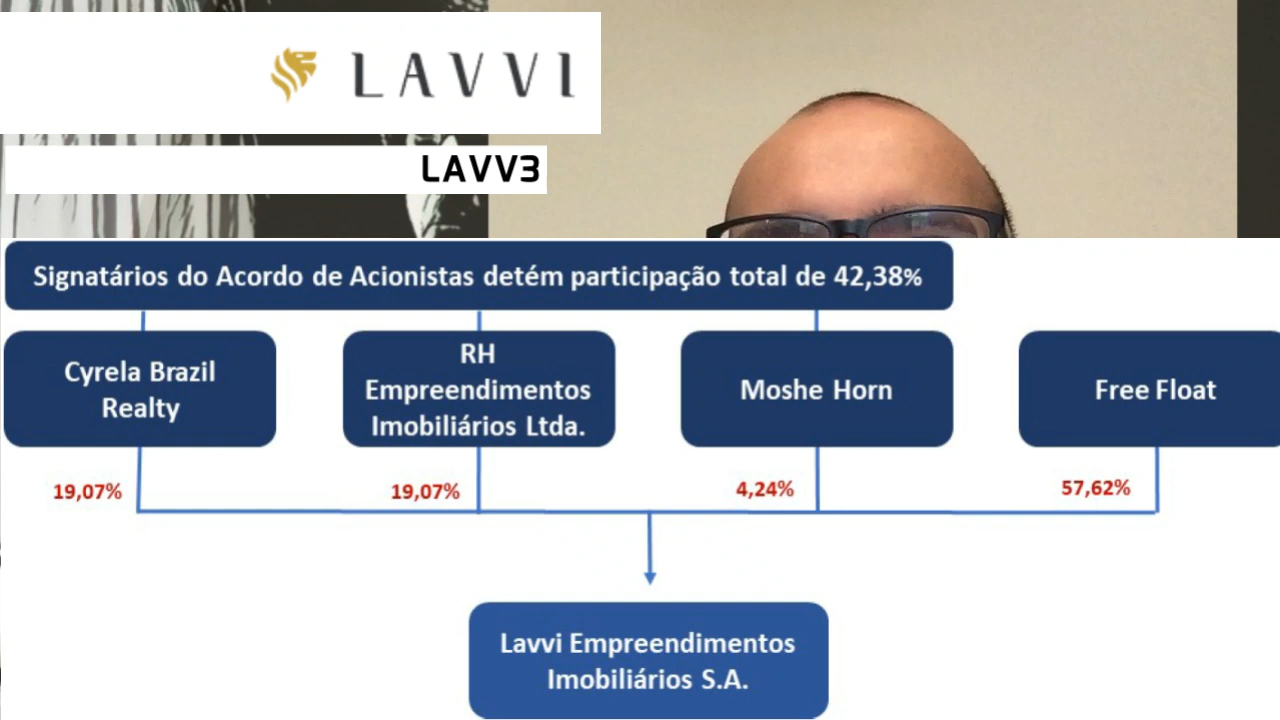 LAVVI
LAVV3
Signatários do Acordo de Acionistas detém participação total de 42,38%
Cyrela Brazil
Realty
RH
Empreendimentos
Imobiliários Ltda.
Moshe Horn
Free Float
19,07%
19,07%
4,24%
57,62%
Lavvi Empreendimentos
Imobiliários S.A.